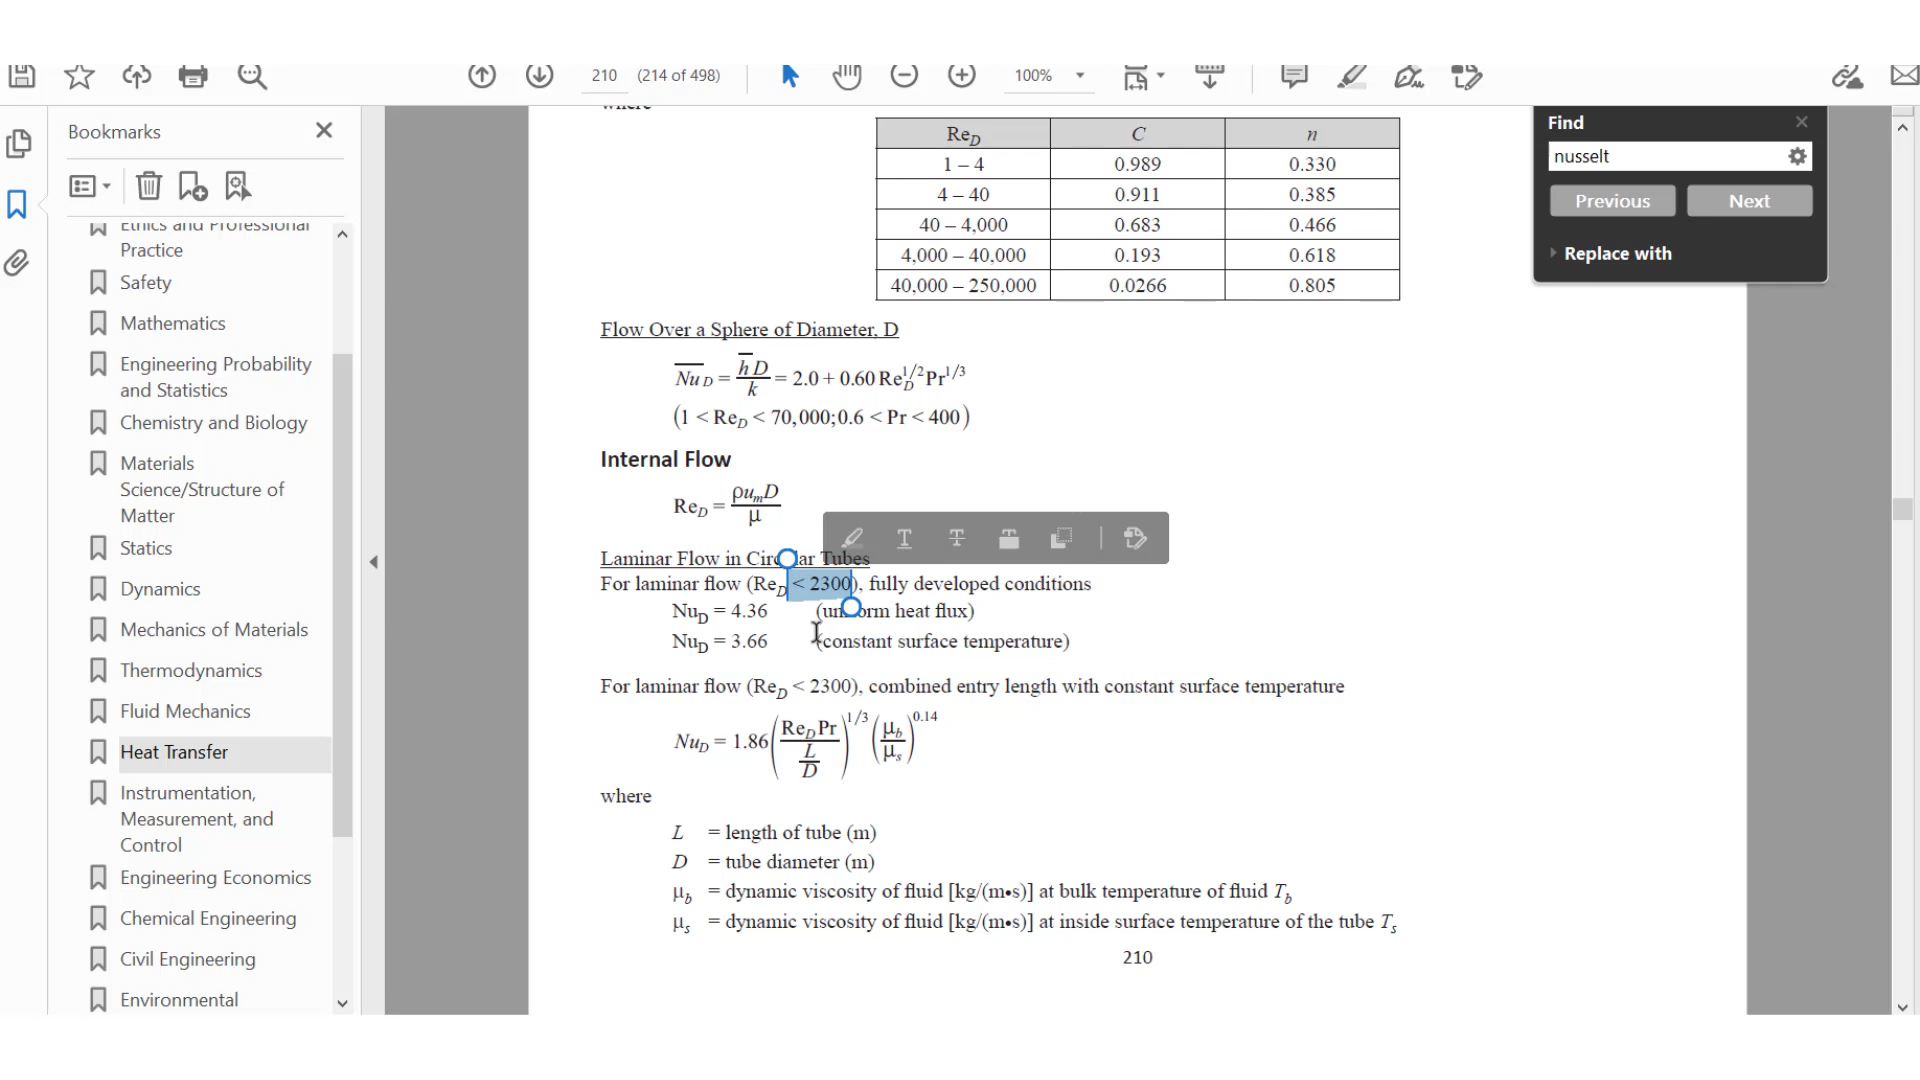 210 (214 of 498)
100%
Bookmarks
Ethics and Professional
Practice
Safety
Mathematics
Engineering Probability
and Statistics
Chemistry and Biology
Materials
Science/Structure of
Matter
Statics
Dynamics
Mechanics of Materials
Thermodynamics
Fluid Mechanics
Heat Transfer
Instrumentation,
Measurement, and
Control
Engineering Economics
Chemical Engineering
Civil Engineering
Environmental
where
Re_D C n
1 – 4 0.989 0.330
4 – 40 0.911 0.385
40 – 4,000 0.683 0.466
4,000 – 40,000 0.193 0.618
40,000 – 250,000 0.0266 0.805
Flow Over a Sphere of Diameter, D
N̅u̅_D = h̅D/k = 2.0 + 0.60 Re_D^1/2 Pr^1/3
(1 < Re_D < 70,000; 0.6 < Pr < 400)
Internal Flow
Re_D = ρu_mD/μ
Laminar Flow in Circular Tubes
For laminar flow (Re_D < 2300), fully developed conditions
Nu_D = 4.36 (uniform heat flux)
Nu_D = 3.66 (constant surface temperature)
For laminar flow (Re_D < 2300), combined entry length with constant surface temperature
Nu_D = 1.86 (Re_D Pr/(L/D))^1/3 (μ_b/μ_s)^0.14
where
L = length of tube (m)
D = tube diameter (m)
μ_b = dynamic viscosity of fluid [kg/(m•s)] at bulk temperature of fluid T_b
μ_s = dynamic viscosity of fluid [kg/(m•s)] at inside surface temperature of the tube T_s
210
Find
nusselt
Previous Next
Replace with